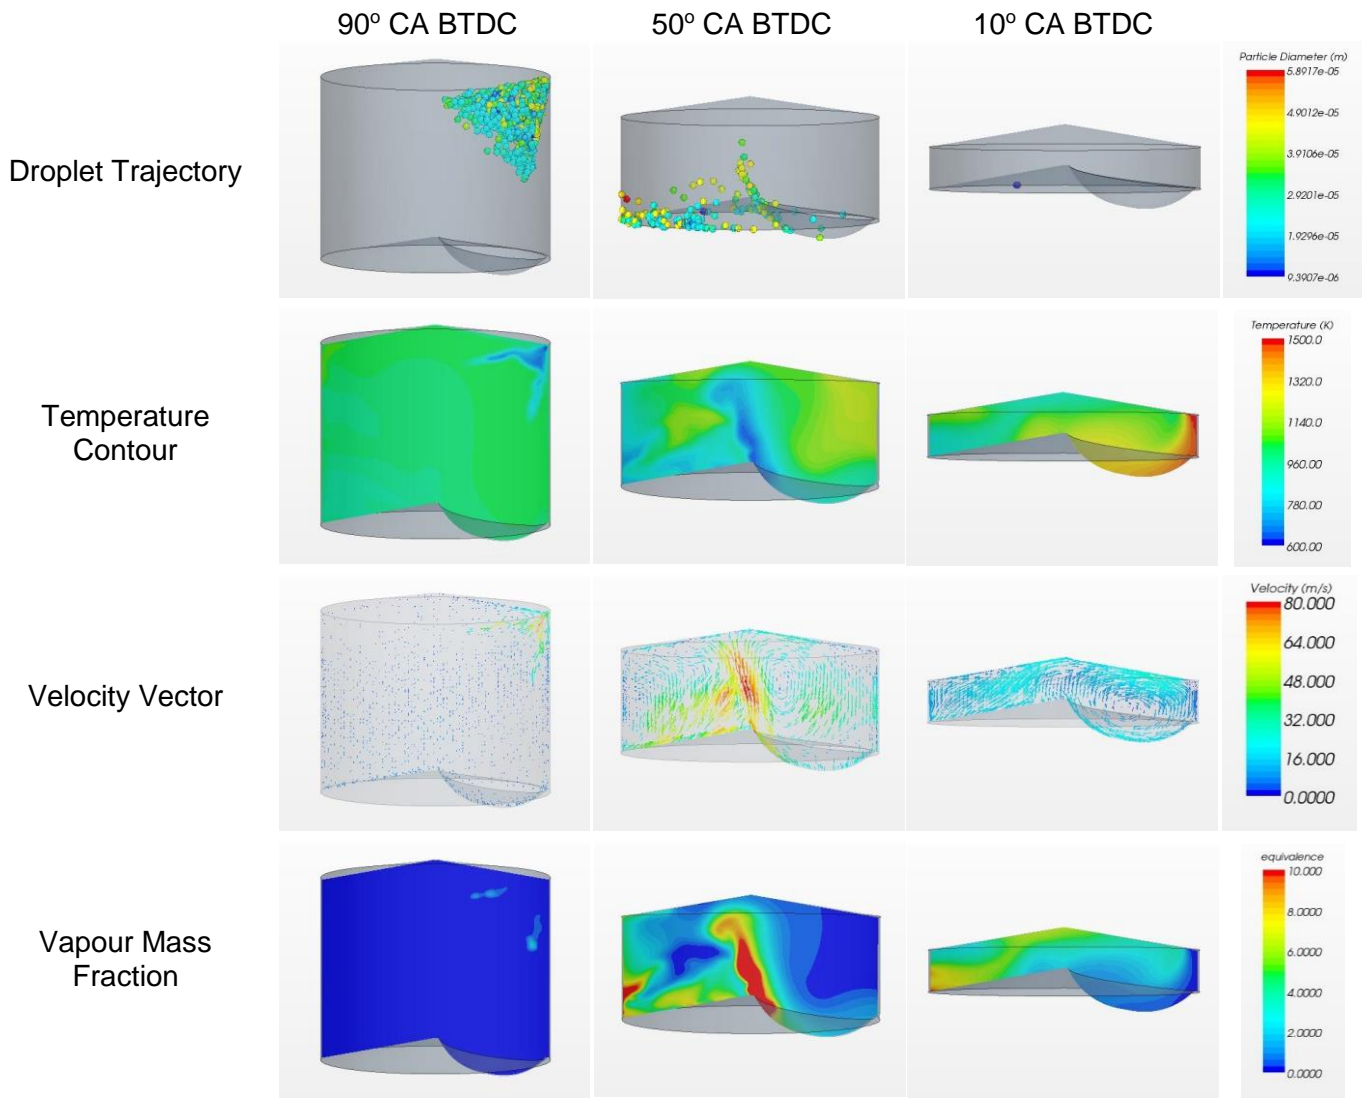 90º CA BTDC
50º CA BTDC
10º CA BTDC
Droplet Trajectory
Particle Diameter (m)
5.8917e-05
4.9012e-05
3.9106e-05
2.9201e-05
1.9296e-05
9.3907e-06
Temperature
Contour
Temperature (K)
1500.0
1320.0
1140.0
960.00
780.00
600.00
Velocity Vector
Velocity (m/s)
80.000
64.000
48.000
32.000
16.000
0.0000
Vapour Mass
Fraction
equivalence
10.000
8.0000
6.0000
4.0000
2.0000
0.0000